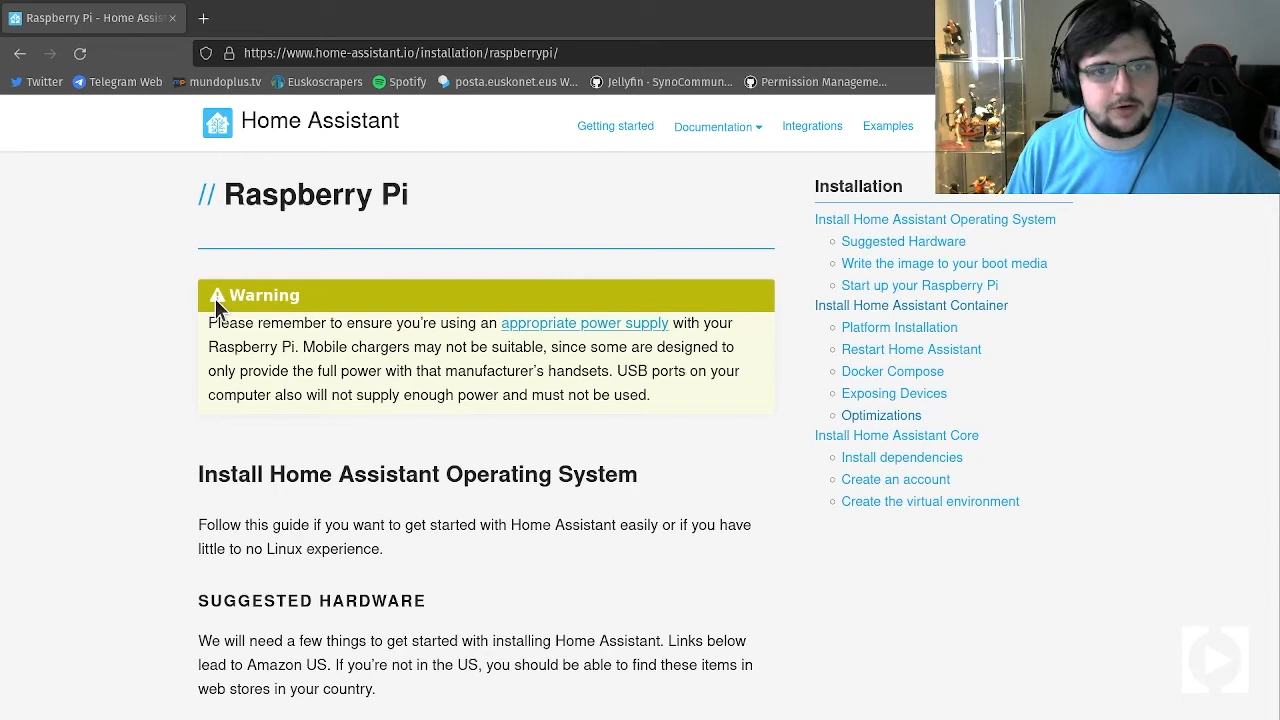 Raspberry Pi - Home Assis
https://www.home-assistant.io/installation/raspberrypi/
Twitter
Telegram Web
mundoplus.tv
Euskoscrapers
Spotify
posta.euskonet.eus W...
Jellyfin - SynoCommun...
Permission Manageme...
Home Assistant
Getting started
Documentation
Integrations
Examples
// Raspberry Pi
Warning
Please remember to ensure you're using an appropriate power supply with your
Raspberry Pi. Mobile chargers may not be suitable, since some are designed to
only provide the full power with that manufacturer's handsets. USB ports on your
computer also will not supply enough power and must not be used.
Install Home Assistant Operating System
Follow this guide if you want to get started with Home Assistant easily or if you have
little to no Linux experience.
SUGGESTED HARDWARE
We will need a few things to get started with installing Home Assistant. Links below
lead to Amazon US. If you're not in the US, you should be able to find these items in
web stores in your country.
Installation
Install Home Assistant Operating System
Suggested Hardware
Write the image to your boot media
Start up your Raspberry Pi
Install Home Assistant Container
Platform Installation
Restart Home Assistant
Docker Compose
Exposing Devices
Optimizations
Install Home Assistant Core
Install dependencies
Create an account
Create the virtual environment